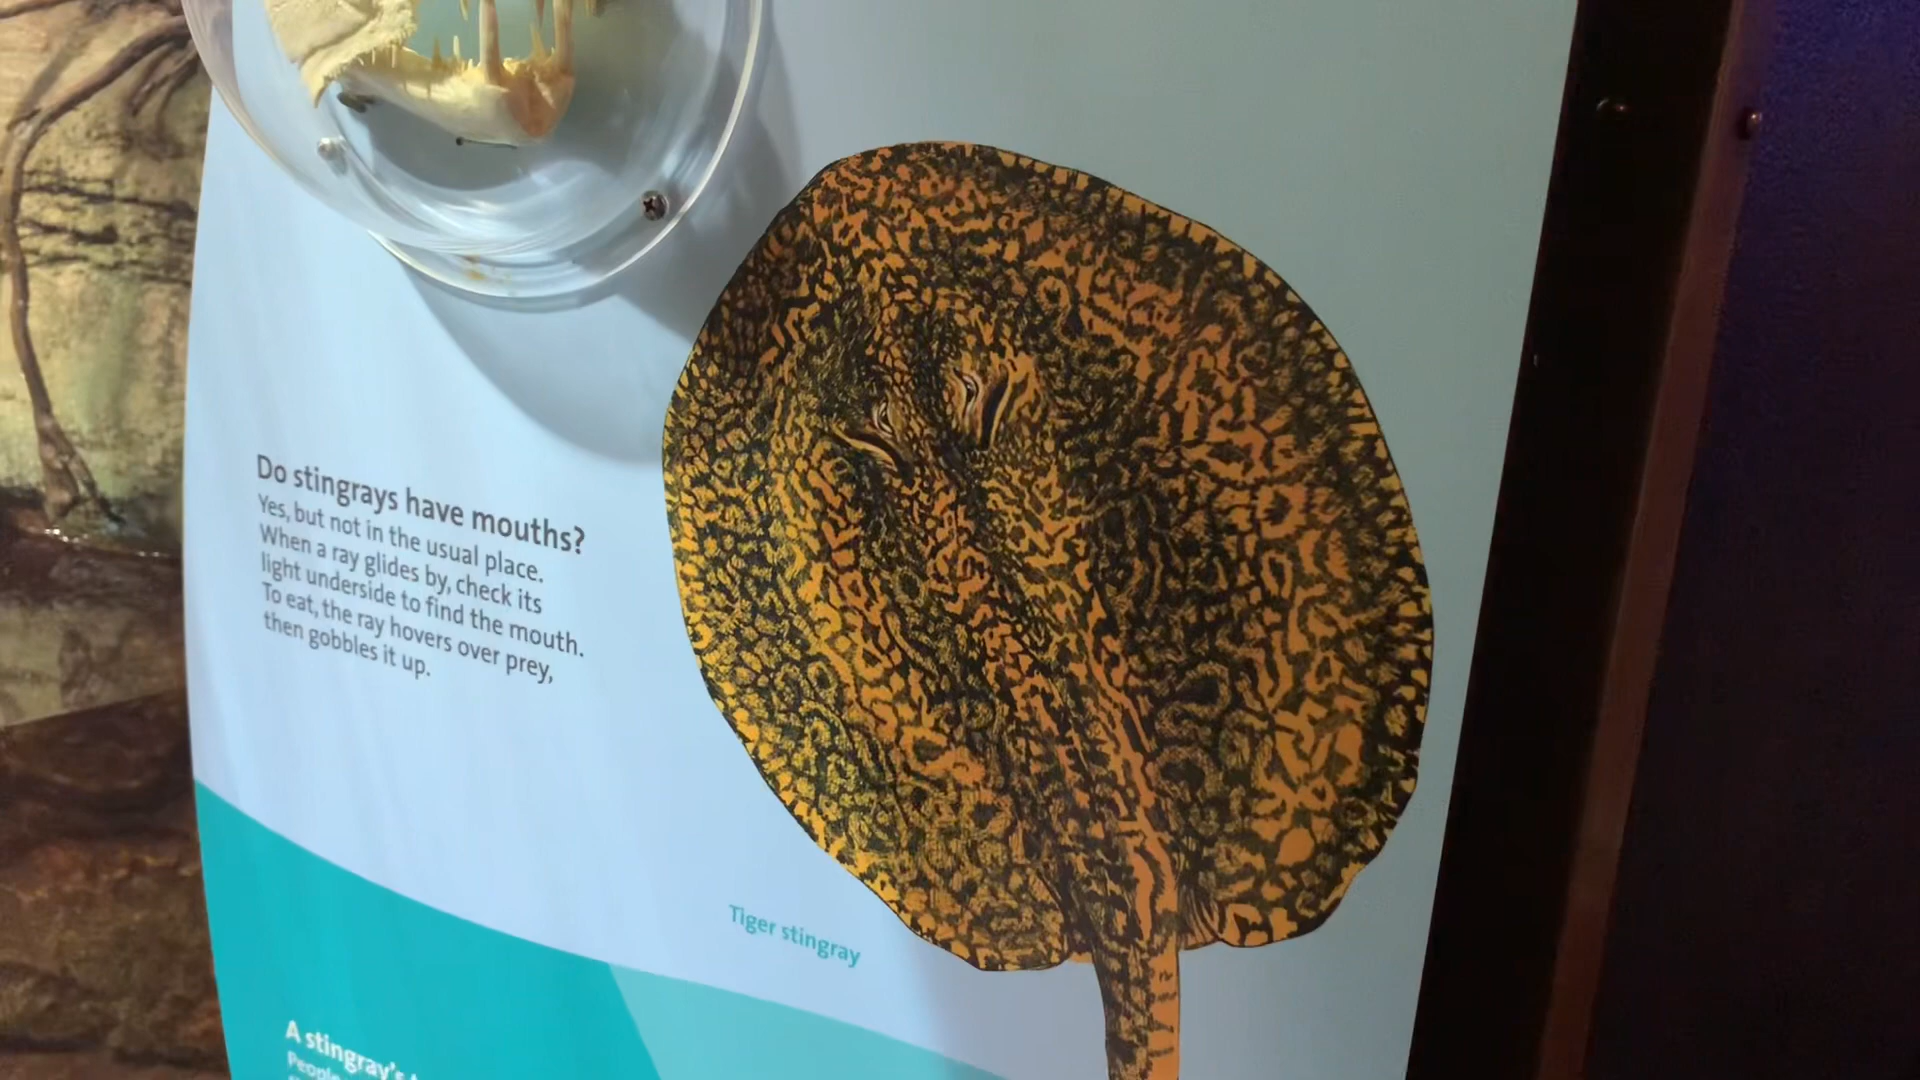 Do stingrays have mouths?
Yes, but not in the usual place.
When a ray glides by, check its
light underside to find the mouth.
To eat, the ray hovers over prey,
then gobbles it up.
Tiger stingray
A stingray's
People